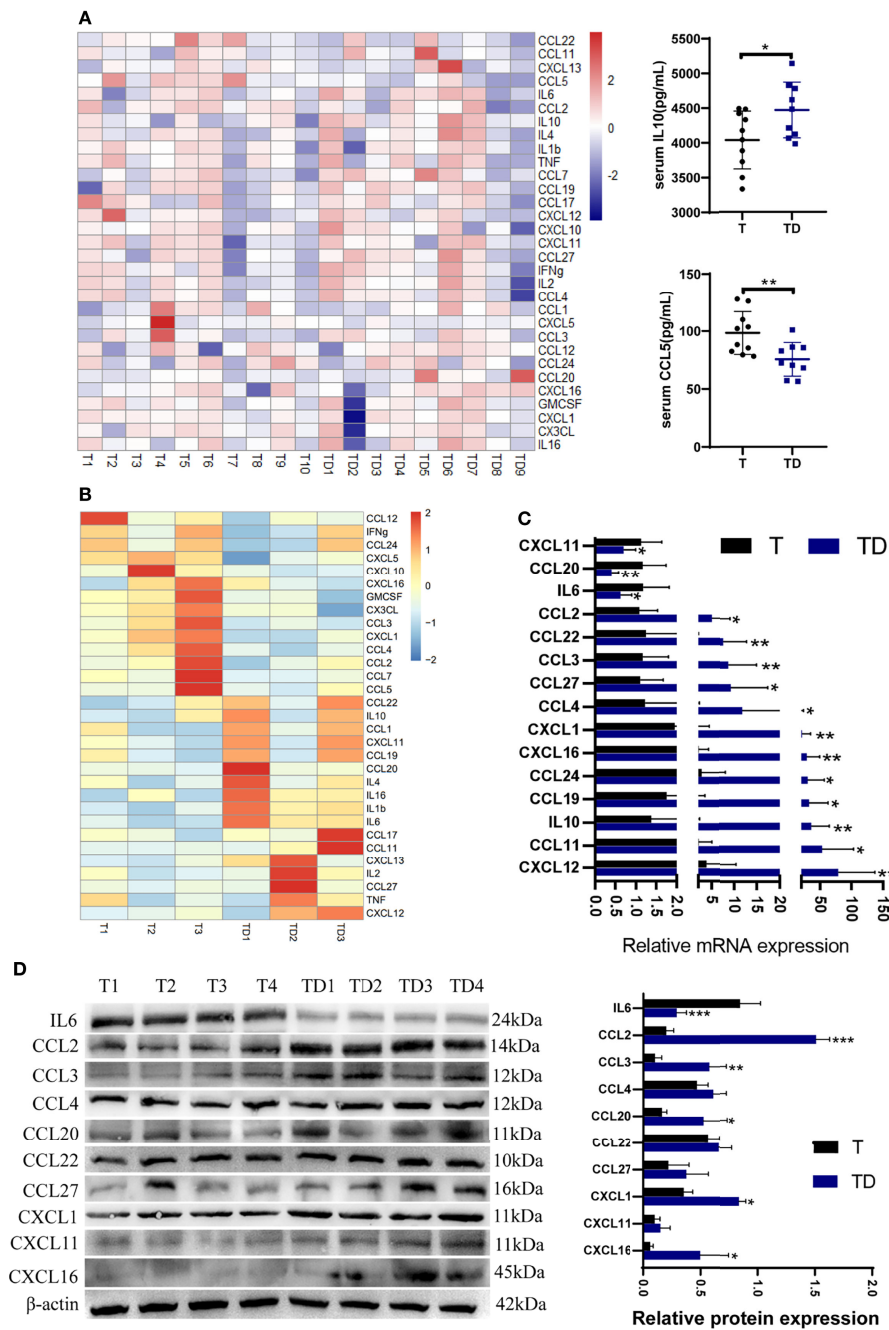 A
CCL22
CCL11
CXCL13
CCL5
IL6
CCL2
IL10
IL4
IL1b
TNF
CCL7
CCL19
CCL17
CXCL12
CXCL10
CXCL11
CCL27
IFNg
IL2
CCL4
CCL1
CXCL5
CCL3
CCL12
CCL24
CCL20
CXCL16
GMCSF
CXCL1
CX3CL
IL16
T1 T2 T3 T4 T5 T6 T7 T8 T9 T10 TD1 TD2 TD3 TD4 TD5 TD6 TD7 TD8 TD9
2
0
-2
serum IL10(pg/mL)
5500
5000
4500
4000
3500
3000
*
T TD
serum CCL5(pg/mL)
150
100
50
0
**
T TD
B
CCL12
IFNg
CCL24
CXCL5
CXCL10
CXCL16
GMCSF
CX3CL
CCL3
CXCL1
CCL4
CCL2
CCL7
CCL5
CCL22
IL10
CCL1
CXCL11
CCL19
CCL20
IL4
IL16
IL1b
IL6
CCL17
CCL11
CXCL13
IL2
CCL27
TNF
CXCL12
T1 T2 T3 TD1 TD2 TD3
2
1
0
−1
−2
C
T TD
CXCL11 *
CCL20 **
IL6 *
CCL2 *
CCL22 **
CCL3 **
CCL27 *
CCL4 *
CXCL1 **
CXCL16 **
CCL24 *
CCL19 *
IL10 **
CCL11 *
CXCL12 **
0.0 0.5 1.0 1.5 2.0 5 10 15 20 50 100 150
Relative mRNA expression
D
T1 T2 T3 T4 TD1 TD2 TD3 TD4
IL6 24kDa
CCL2 14kDa
CCL3 12kDa
CCL4 12kDa
CCL20 11kDa
CCL22 10kDa
CCL27 16kDa
CXCL1 11kDa
CXCL11 11kDa
CXCL16 45kDa
β-actin 42kDa
IL6 ***
CCL2 ***
CCL3 **
CCL4
CCL20 *
CCL22
CCL27
CXCL1 *
CXCL11
CXCL16 *
T
TD
0.0 0.5 1.0 1.5 2.0
Relative protein expression